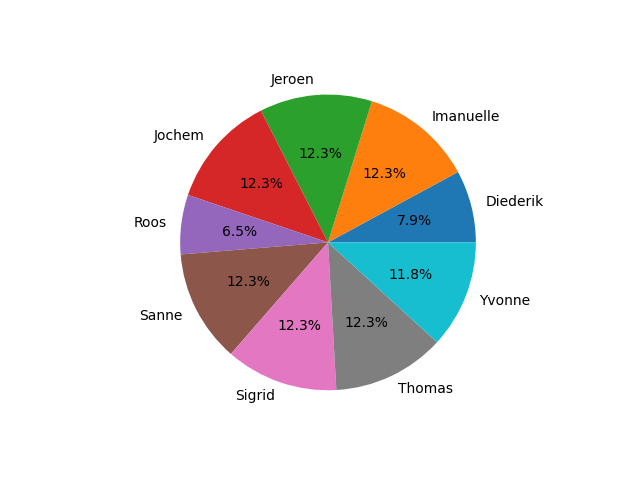 Jeroen
Imanuelle
Jochem
12.3%
12.3%
12.3%
Diederik
Roos
6.5%
7.9%
12.3%
11.8%
Yvonne
Sanne
12.3%
12.3%
Sigrid
Thomas